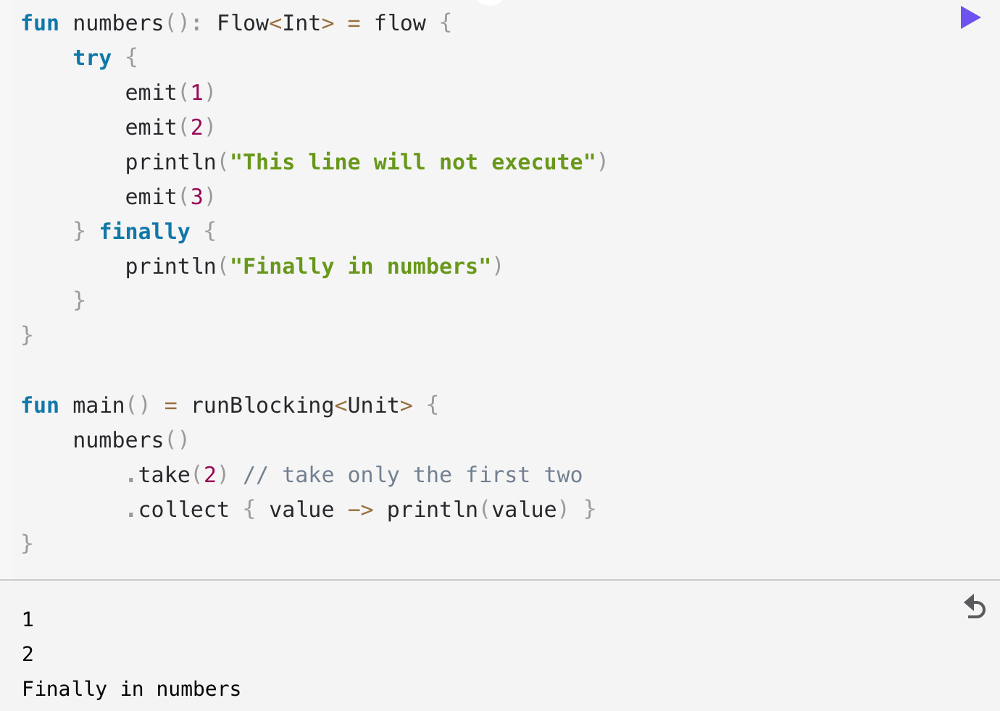 fun numbers(): Flow<Int> = flow {
    try {
        emit(1)
        emit(2)
        println("This line will not execute")
        emit(3)
    } finally {
        println("Finally in numbers")
    }
}

fun main() = runBlocking<Unit> {
    numbers()
        .take(2) // take only the first two
        .collect { value -> println(value) }
}
1
2
Finally in numbers